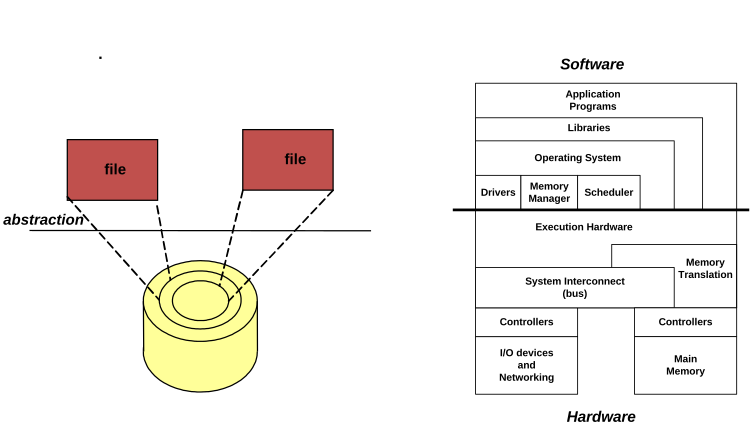 file
file
abstraction
Software
Application
Programs
Libraries
Operating System
Drivers
Memory
Manager
Scheduler
Execution Hardware
Memory
Translation
System Interconnect
(bus)
Controllers
Controllers
I/O devices
and
Networking
Main
Memory
Hardware